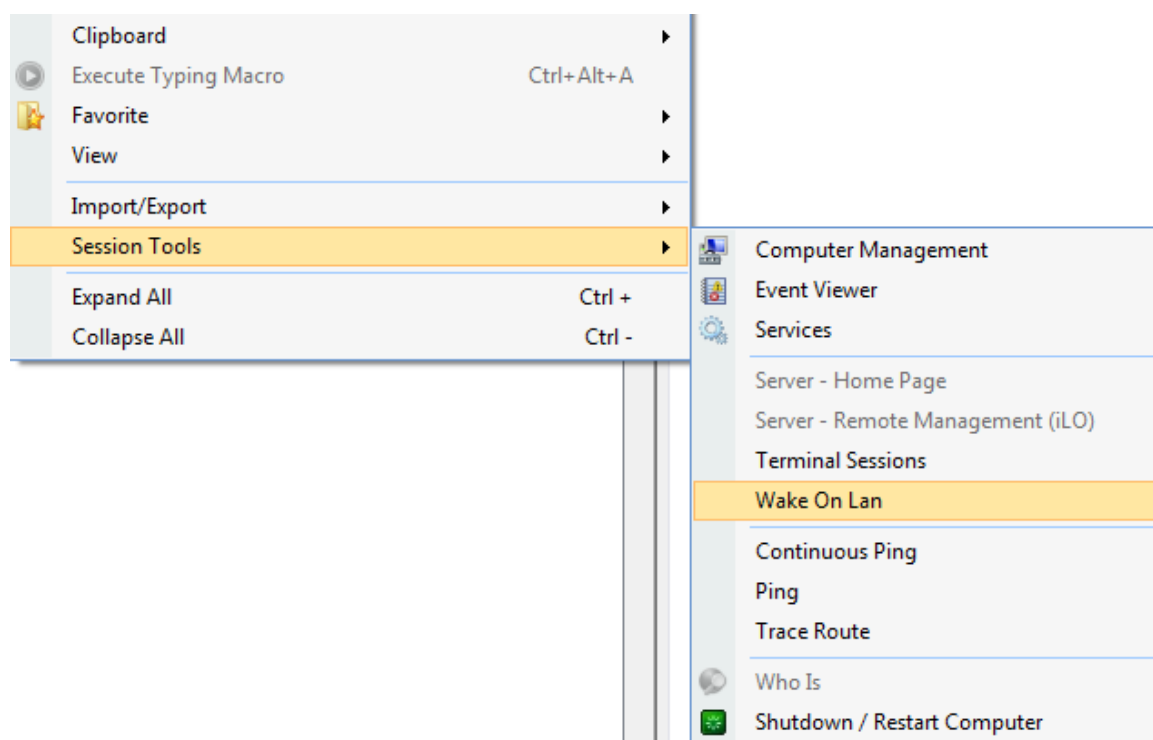 Clipboard
Execute Typing Macro Ctrl+Alt+A
Favorite
View
Import/Export
Session Tools
Expand All Ctrl +
Collapse All Ctrl -
Computer Management
Event Viewer
Services
Server - Home Page
Server - Remote Management (iLO)
Terminal Sessions
Wake On Lan
Continuous Ping
Ping
Trace Route
Who Is
Shutdown / Restart Computer